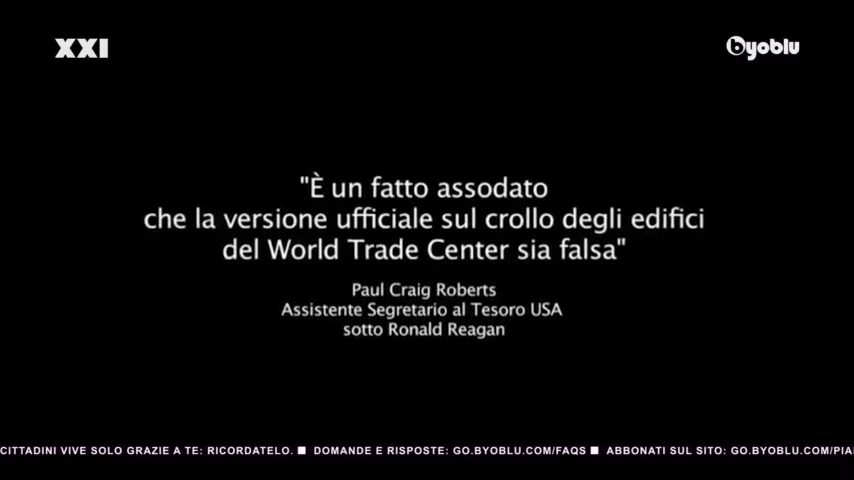 XXI
byoblu
"È un fatto assodato
che la versione ufficiale sul crollo degli edifici
del World Trade Center sia falsa"
Paul Craig Roberts
Assistente Segretario al Tesoro USA
sotto Ronald Reagan
CITTADINI VIVE SOLO GRAZIE A TE: RICORDATELO. ■ DOMANDE E RISPOSTE: GO.BYOBLU.COM/FAQS ■ ABBONATI SUL SITO: GO.BYOBLU.COM/PIA